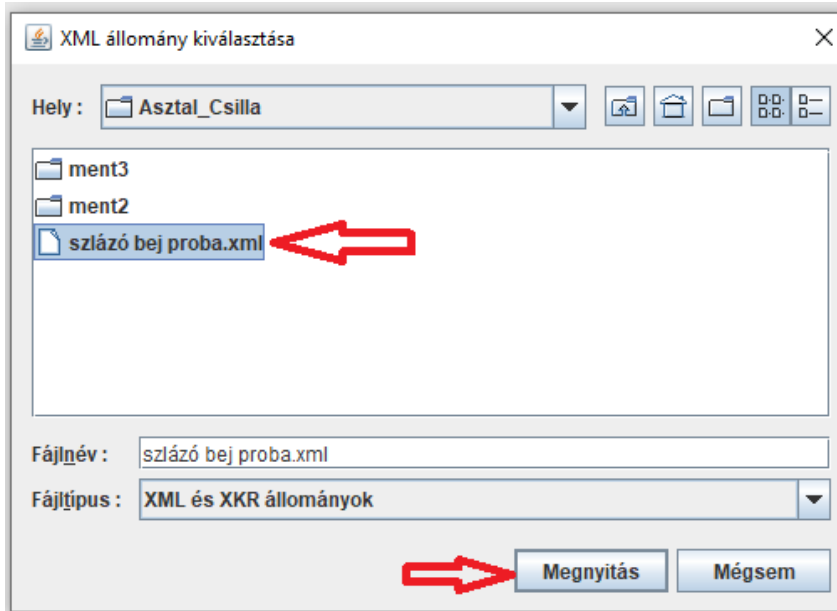 XML állomány kiválasztása
Hely : Asztal_Csilla
ment3
ment2
szlázó bej proba.xml
Fájlnév : szlázó bej proba.xml
Fájltípus : XML és XKR állományok
Megnyitás Mégsem